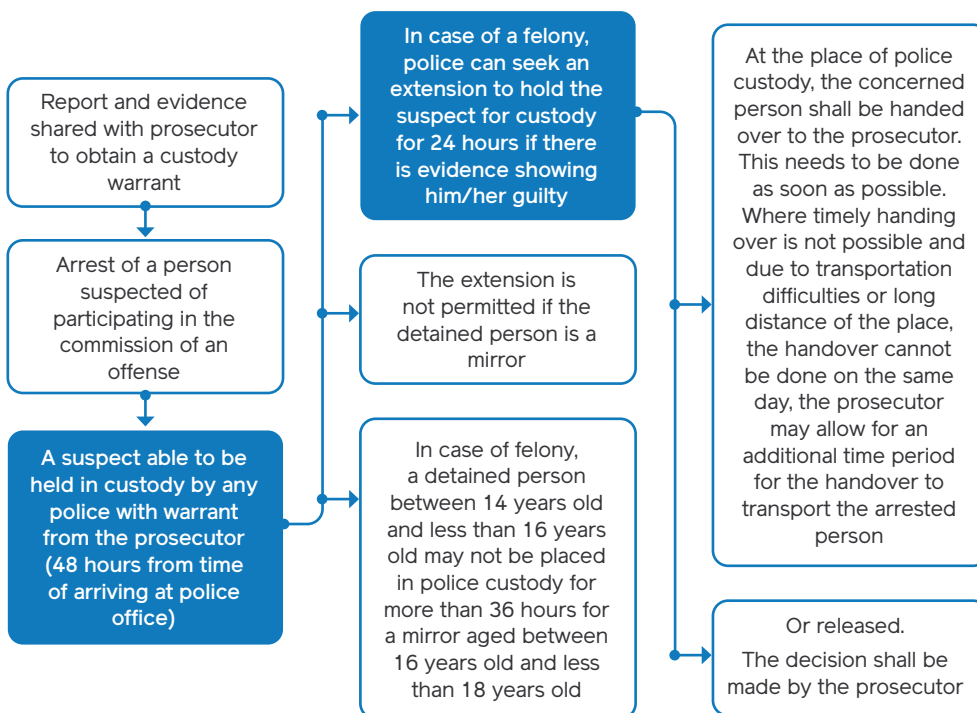 Report and evidence
shared with prosecutor
to obtain a custody
warrant
Arrest of a person
suspected of
participating in the
commission of an
offense
A suspect able to be
held in custody by any
police with warrant
from the prosecutor
(48 hours from time
of arriving at police
office)
In case of a felony,
police can seek an
extension to hold the
suspect for custody
for 24 hours if there
is evidence showing
him/her guilty
The extension is
not permitted if the
detained person is a
mirror
In case of felony,
a detained person
between 14 years old
and less than 16 years
old may not be placed
in police custody for
more than 36 hours for
a mirror aged between
16 years old and less
than 18 years old
At the place of police
custody, the concerned
person shall be handed
over to the prosecutor.
This needs to be done
as soon as possible.
Where timely handing
over is not possible and
due to transportation
difficulties or long
distance of the place,
the handover cannot
be done on the same
day, the prosecutor
may allow for an
additional time period
for the handover to
transport the arrested
person
Or released.
The decision shall be
made by the prosecutor